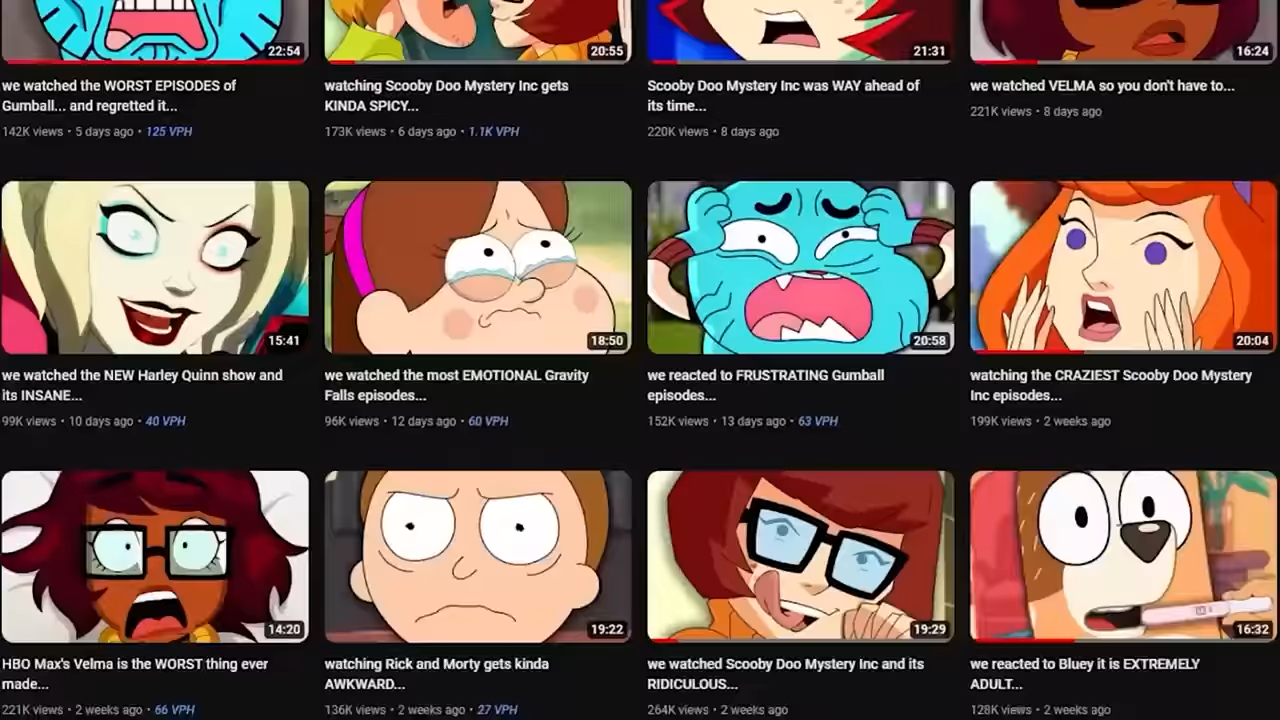 22:54
20:55
21:31
16:24
we watched the WORST EPISODES of
Gumball... and regretted it...
142K views • 5 days ago • 125 VPH
watching Scooby Doo Mystery Inc gets
KINDA SPICY...
173K views • 6 days ago • 1.1K VPH
Scooby Doo Mystery Inc was WAY ahead of
its time...
220K views • 8 days ago
we watched VELMA so you don't have to...
221K views • 8 days ago
15:41
18:50
20:58
20:04
we watched the NEW Harley Quinn show and
its INSANE...
99K views • 10 days ago • 40 VPH
we watched the most EMOTIONAL Gravity
Falls episodes...
96K views • 12 days ago • 60 VPH
we reacted to FRUSTRATING Gumball
episodes...
152K views • 13 days ago • 63 VPH
watching the CRAZIEST Scooby Doo Mystery
Inc episodes...
199K views • 2 weeks ago
14:20
19:22
19:29
16:32
HBO Max's Velma is the WORST thing ever
made...
221K views • 2 weeks ago • 66 VPH
watching Rick and Morty gets kinda
AWKWARD...
136K views • 2 weeks ago • 27 VPH
we watched Scooby Doo Mystery Inc and its
RIDICULOUS...
264K views • 2 weeks ago
we reacted to Bluey it is EXTREMELY
ADULT...
128K views • 2 weeks ago